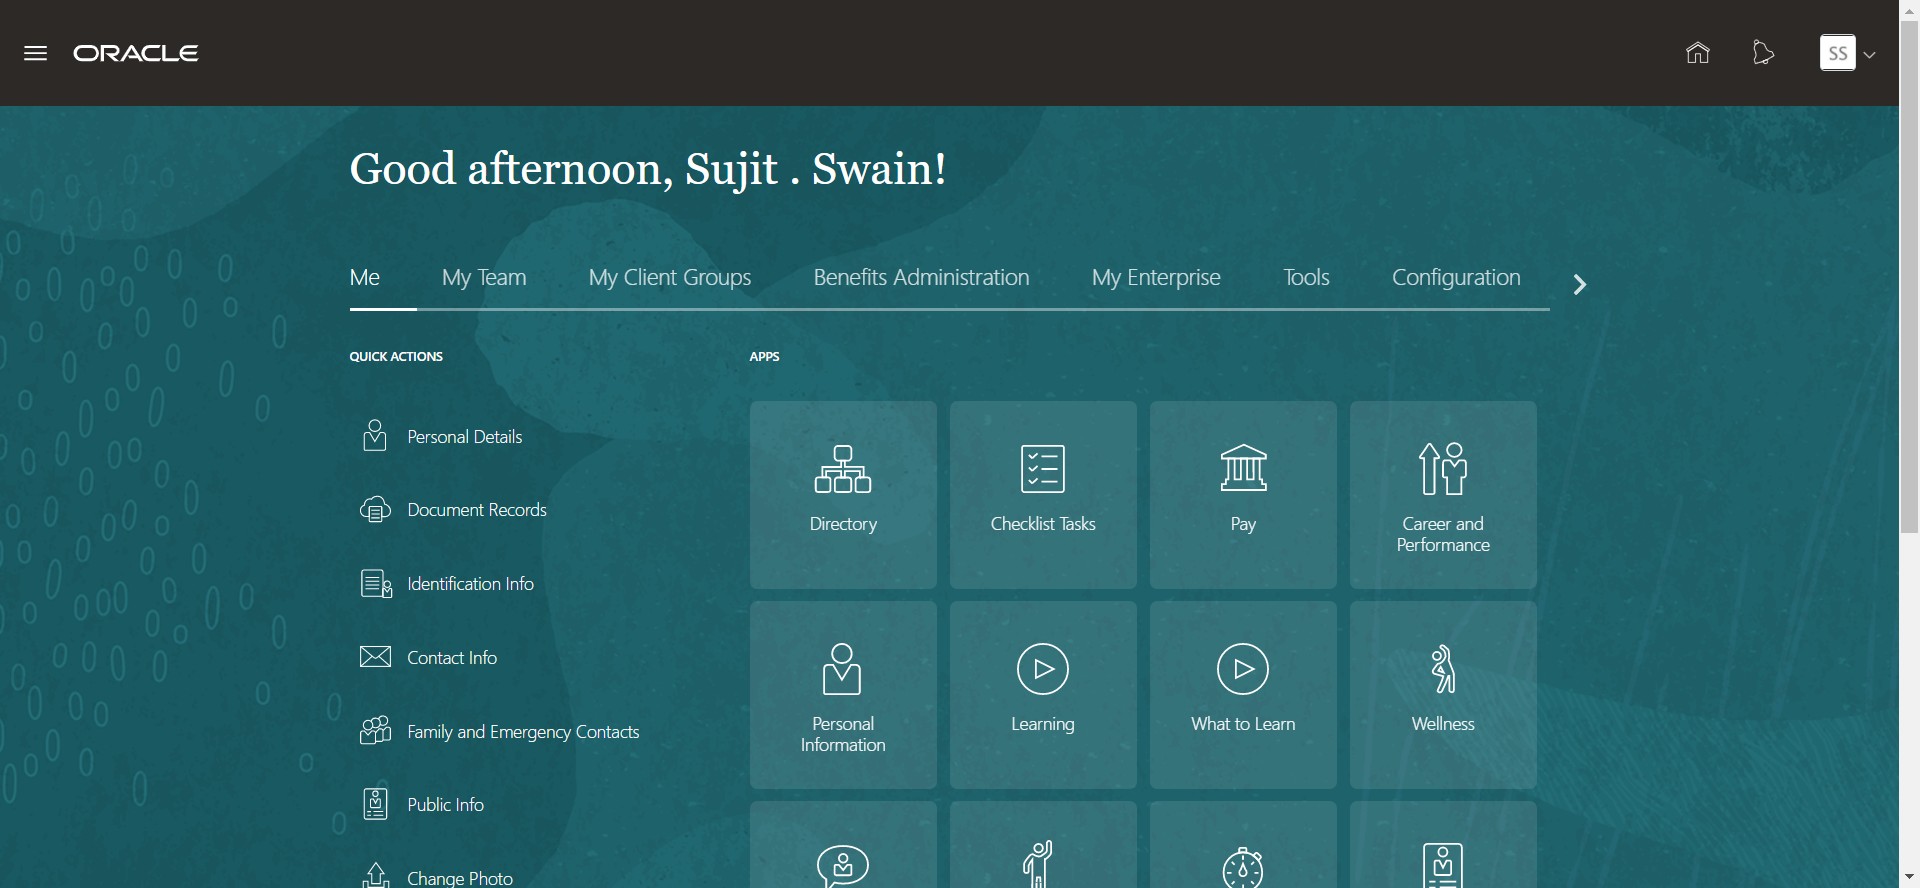 ORACLE
SS
Good afternoon, Sujit . Swain!
Me
My Team
My Client Groups
Benefits Administration
My Enterprise
Tools
Configuration
QUICK ACTIONS
Personal Details
Document Records
Identification Info
Contact Info
Family and Emergency Contacts
Public Info
Change Photo
APPS
Directory
Checklist Tasks
Pay
Career and
Performance
Personal
Information
Learning
What to Learn
Wellness